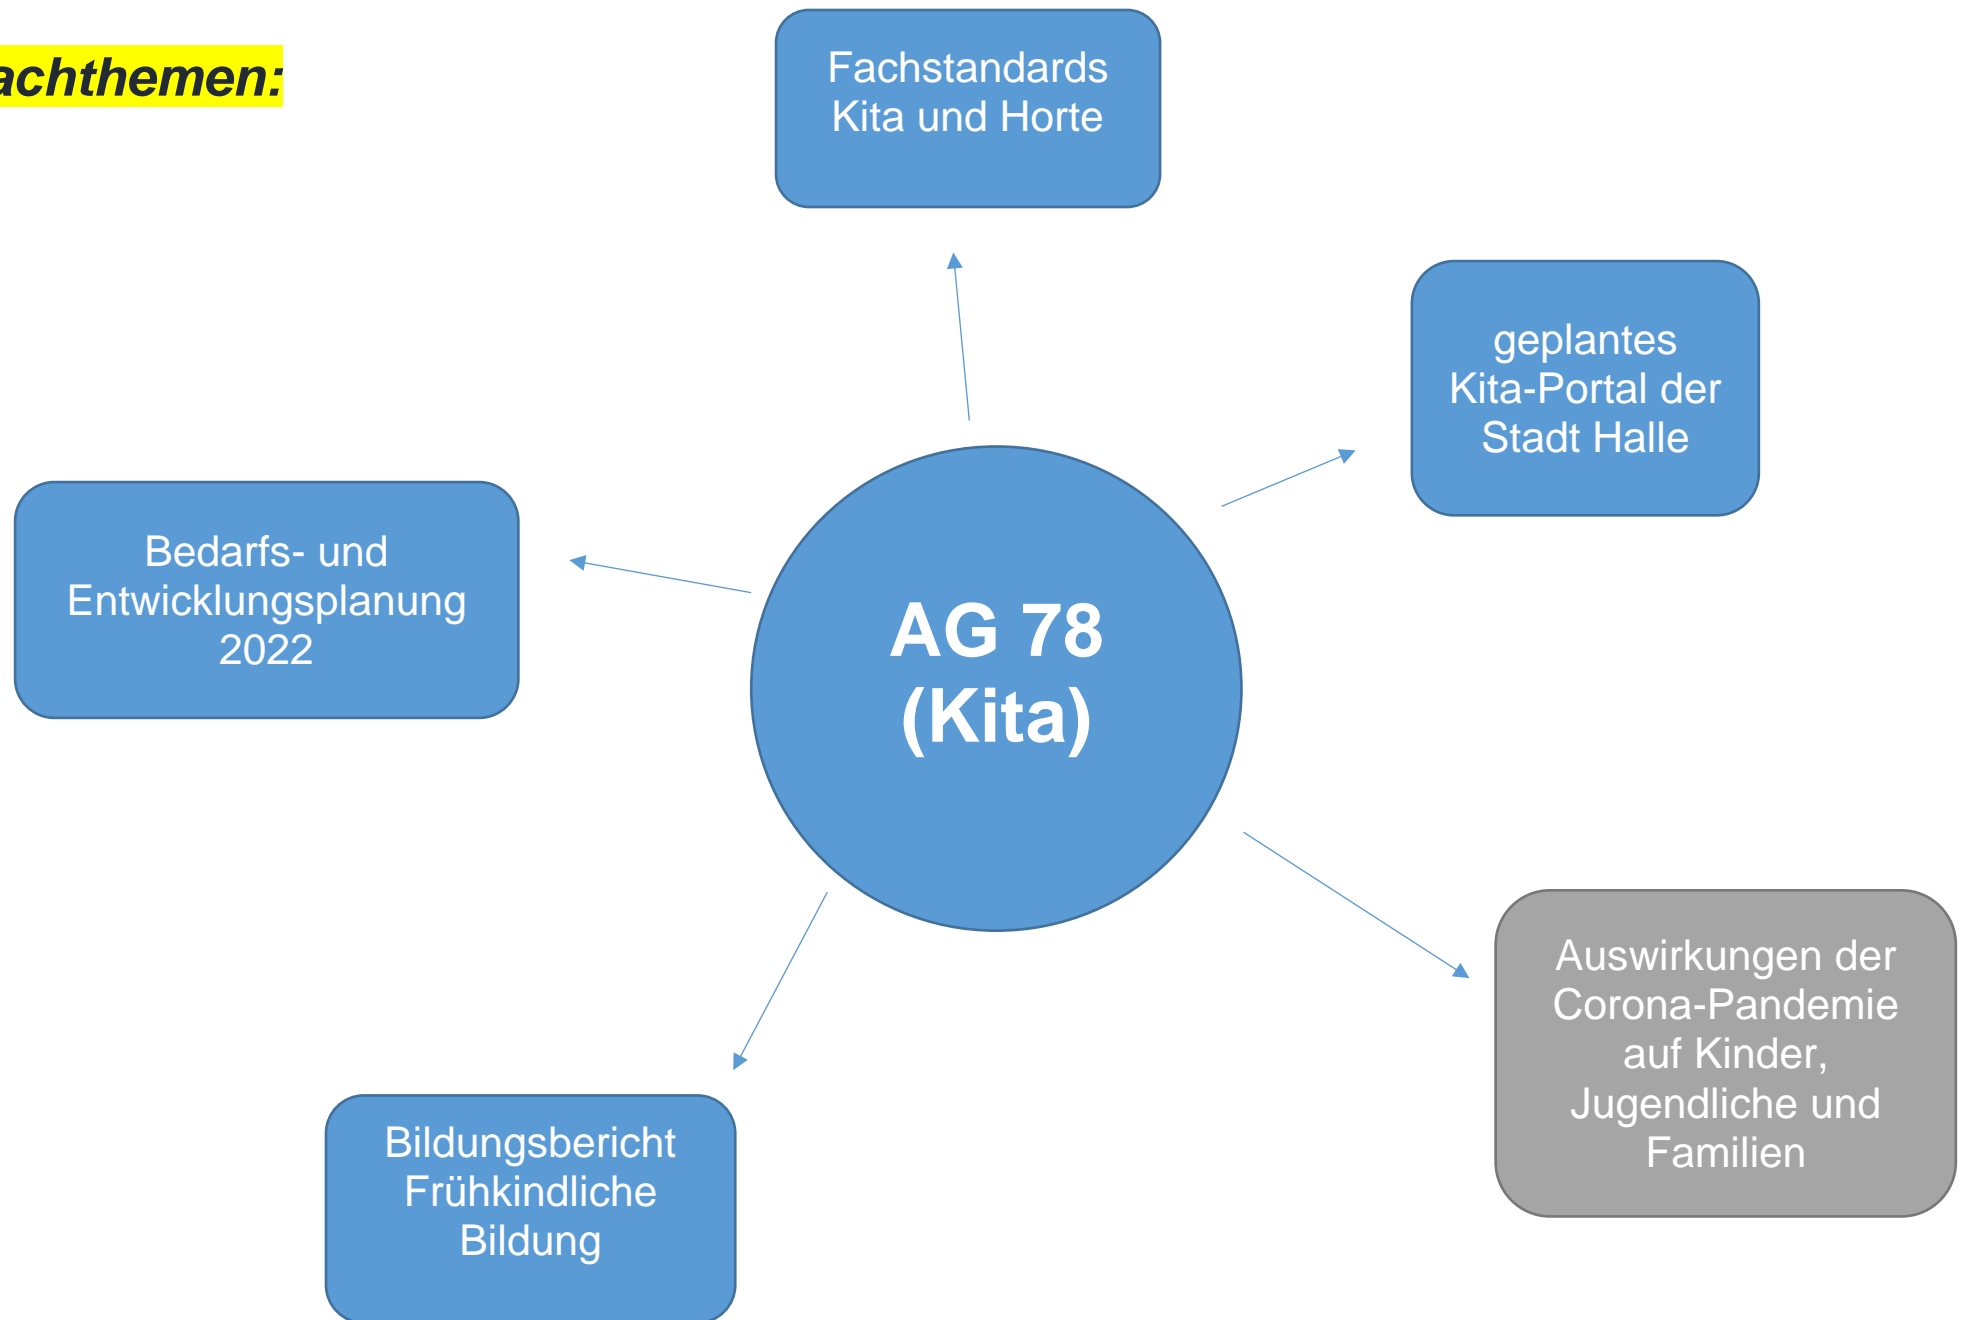 achthemen:
Fachstandards
Kita und Horte
geplantes
Kita-Portal der
Stadt Halle
Bedarfs- und
Entwicklungsplanung
2022
AG 78
(Kita)
Auswirkungen der
Corona-Pandemie
auf Kinder,
Jugendliche und
Familien
Bildungsbericht
Frühkindliche
Bildung